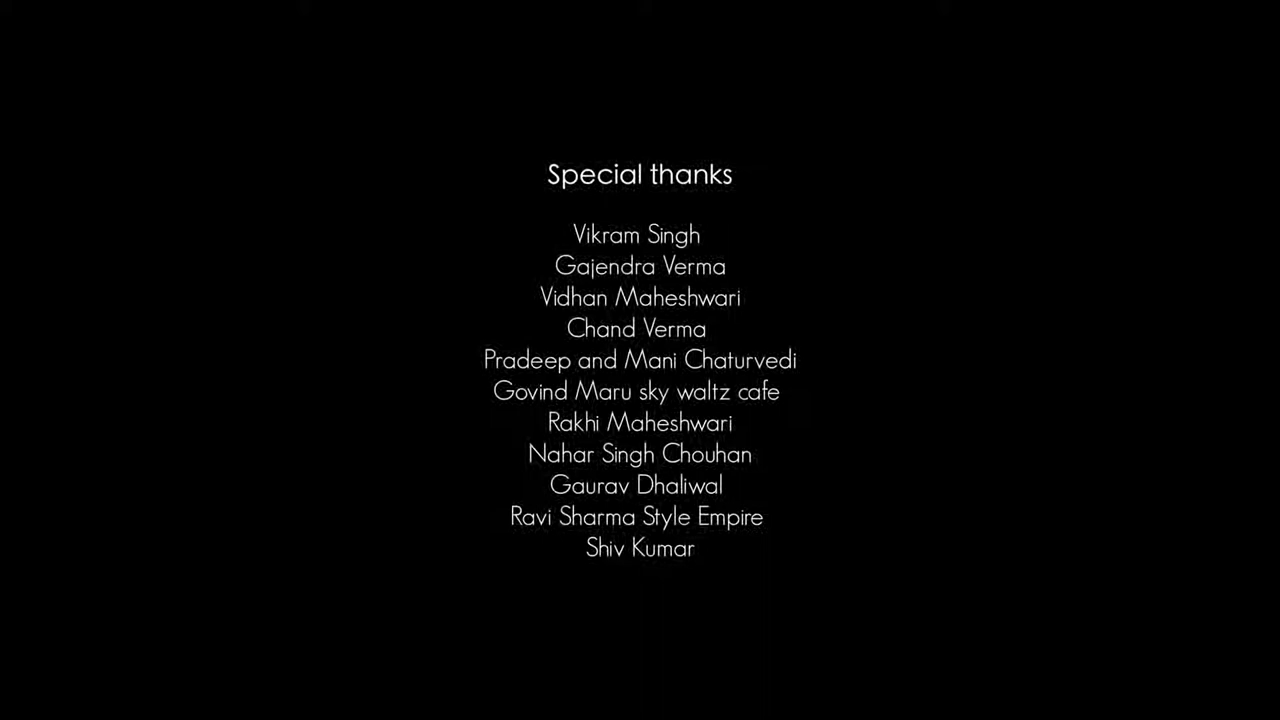 Special thanks
Vikram Singh
Gajendra Verma
Vidhan Maheshwari
Chand Verma
Pradeep and Mani Chaturvedi
Govind Maru sky waltz cafe
Rakhi Maheshwari
Nahar Singh Chouhan
Gaurav Dhaliwal
Ravi Sharma Style Empire
Shiv Kumar